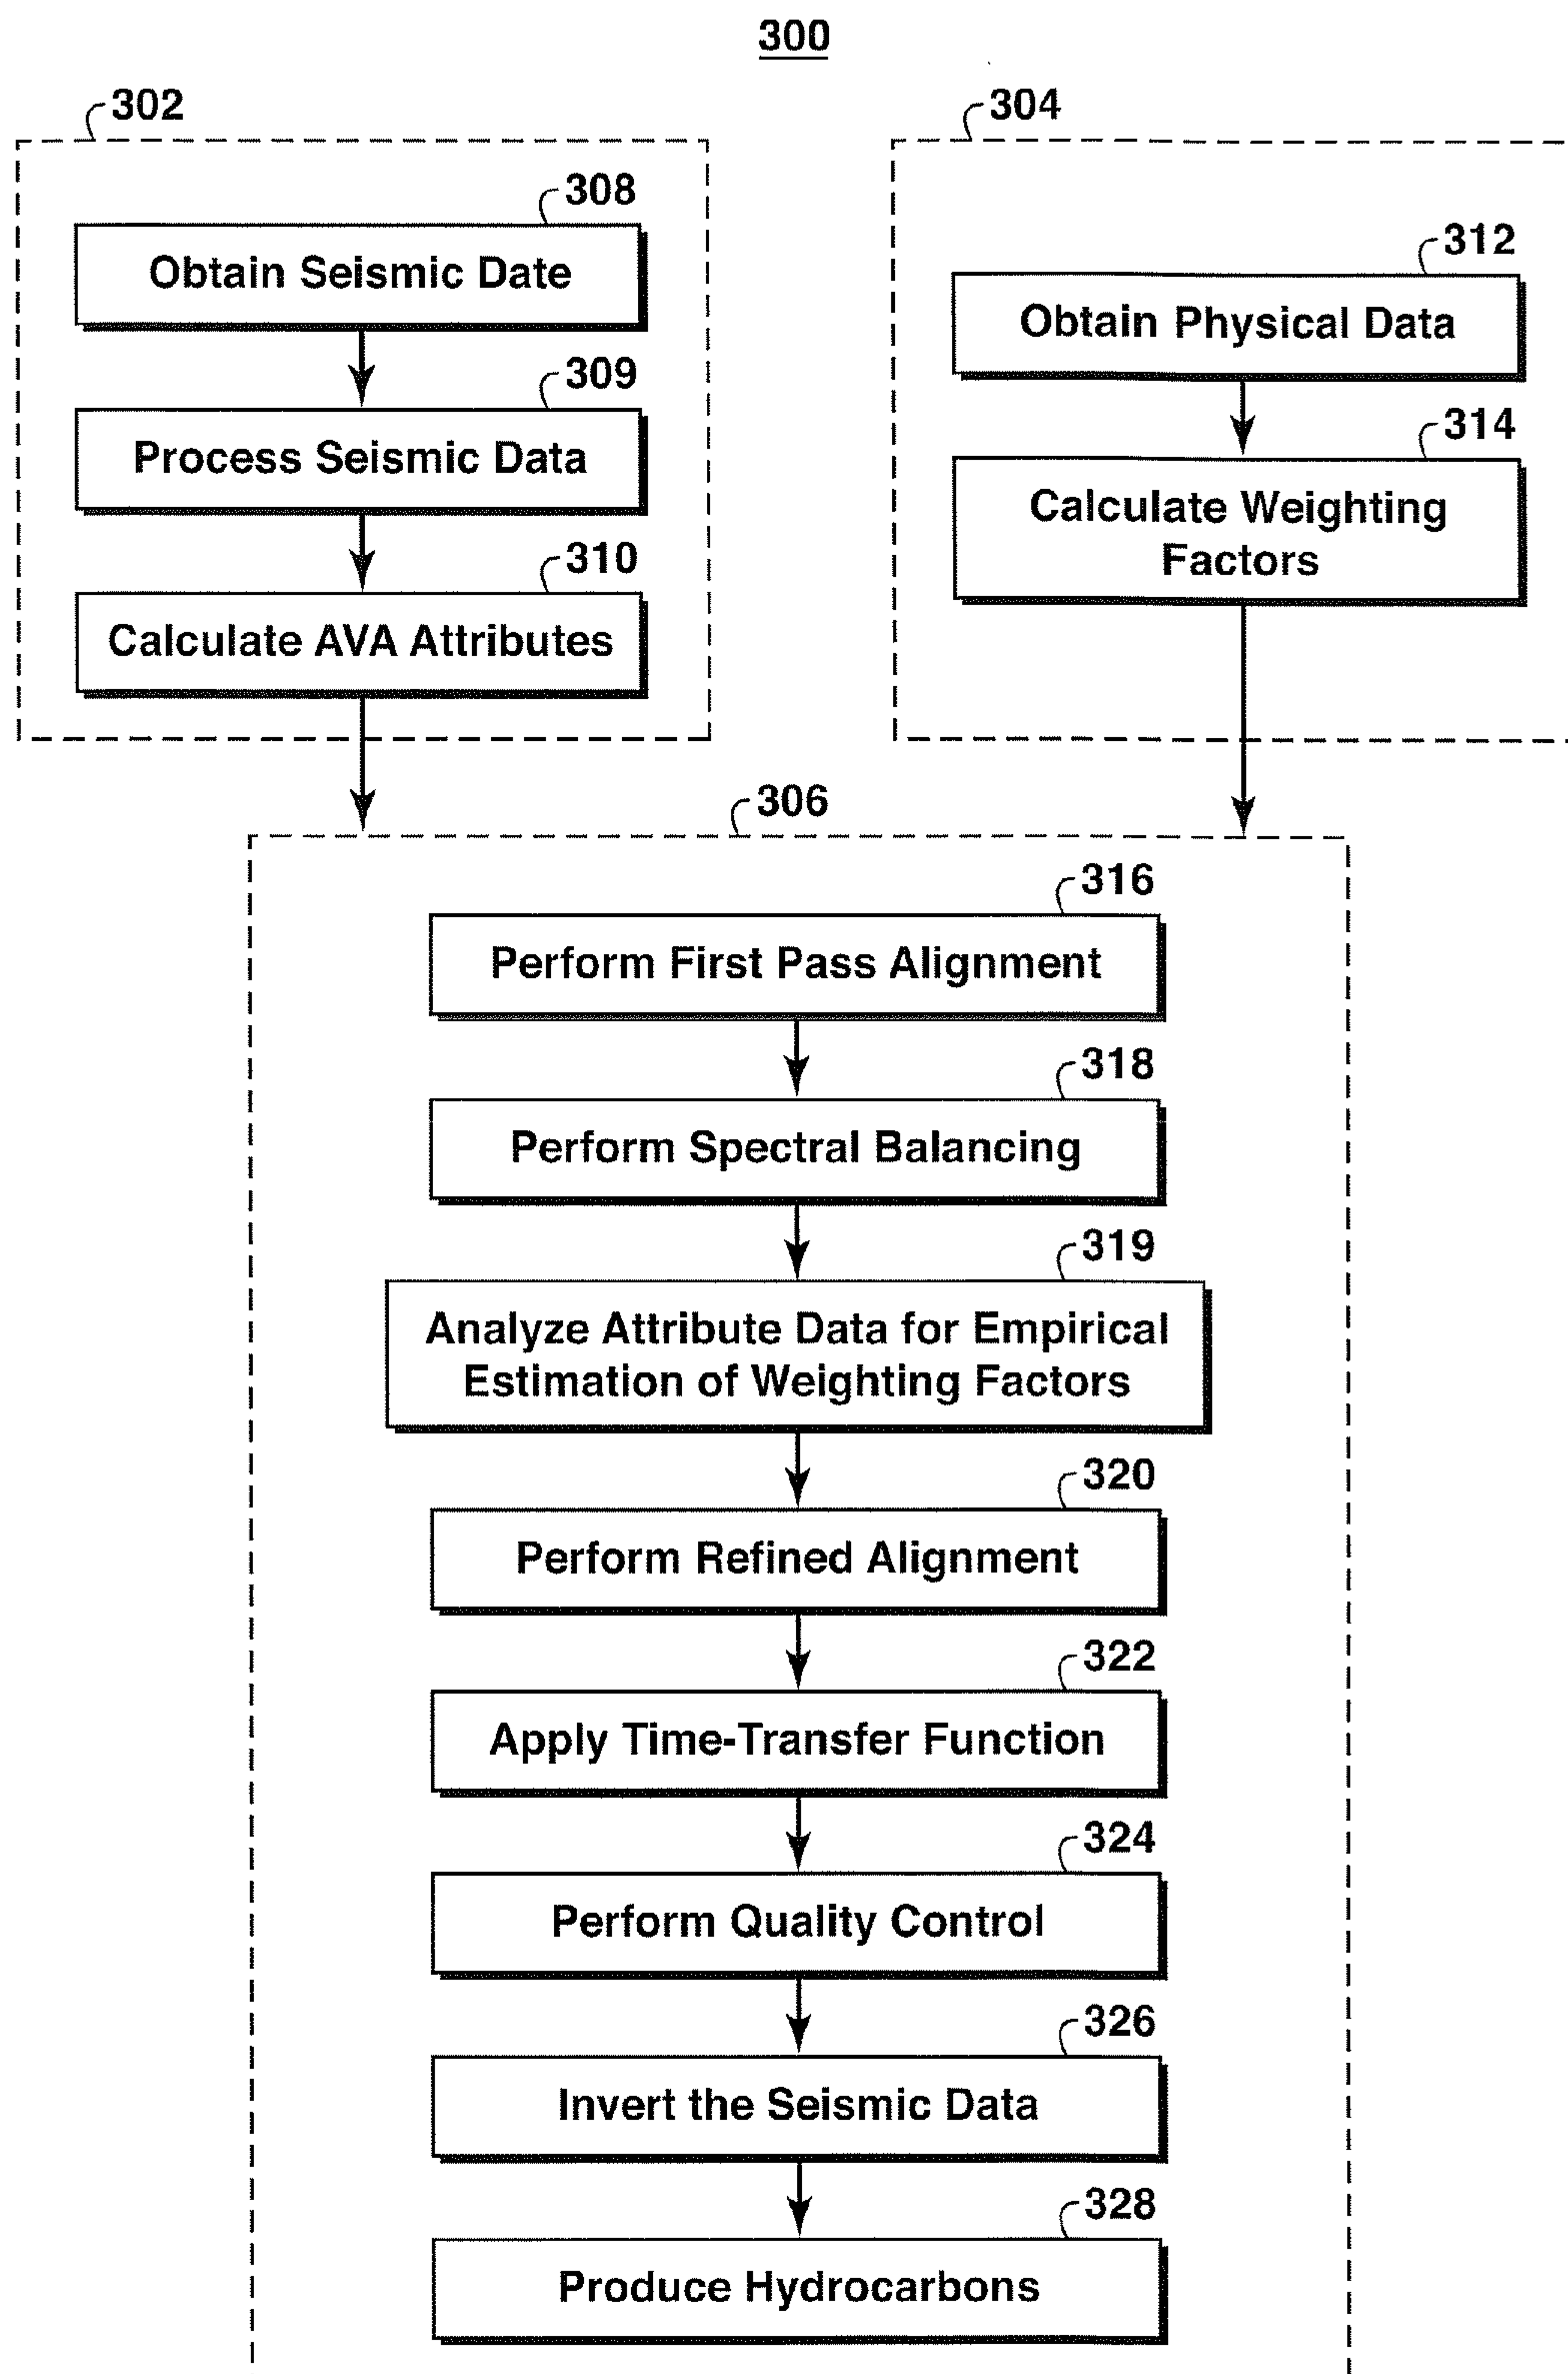 300
302
308
Obtain Seismic Date
309
Process Seismic Data
310
Calculate AVA Attributes
304
312
Obtain Physical Data
314
Calculate Weighting
Factors
306
316
Perform First Pass Alignment
318
Perform Spectral Balancing
319
Analyze Attribute Data for Empirical
Estimation of Weighting Factors
320
Perform Refined Alignment
322
Apply Time-Transfer Function
324
Perform Quality Control
326
Invert the Seismic Data
328
Produce Hydrocarbons